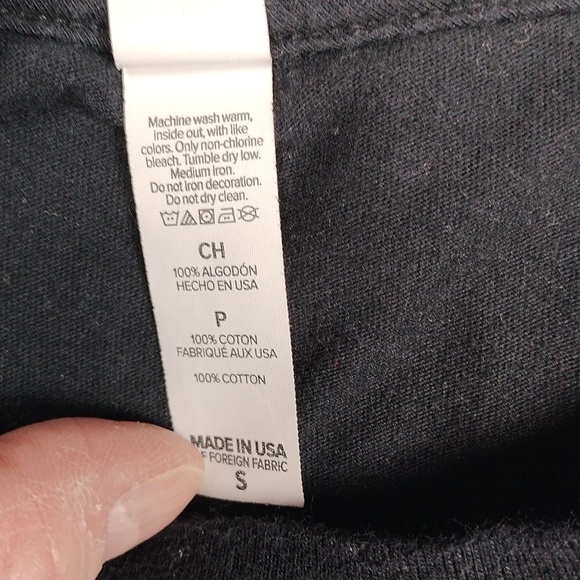 Machine wash warm,
inside out, with like
colors. Only non-chlorine
bleach. Tumble dry low.
Medium iron.
Do not iron decoration.
Do not dry clean.
CH
100% ALGODÓN
HECHO EN USA
P
100% COTON
FABRIQUÉ AUX USA
100% COTTON
MADE IN USA
FOREIGN FABRIC
S